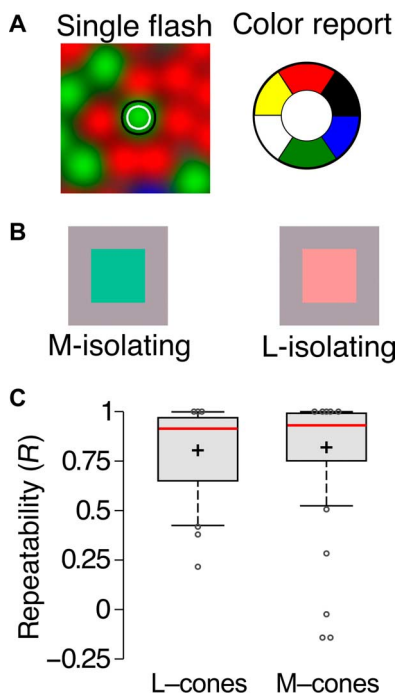 A
Single flash
Color report
B
M-isolating
L-isolating
C
Repeatability (R)
1
0.75
0.5
0.25
0
−0.25
L–cones
M–cones